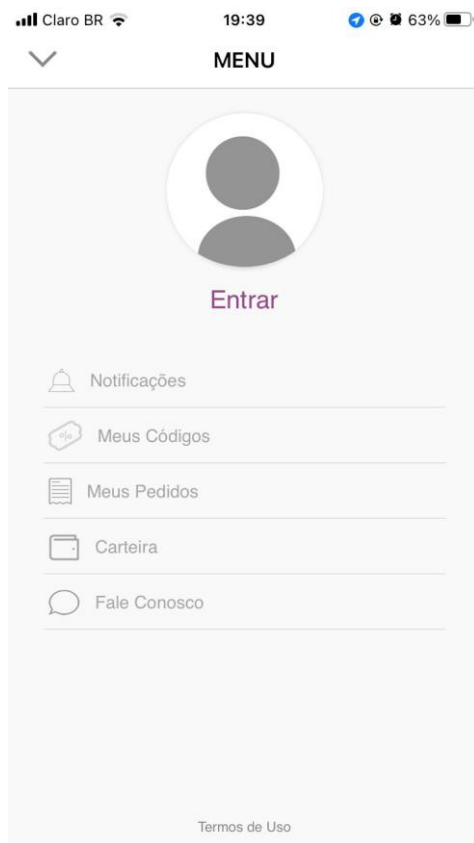 Claro BR 19:39 63%
MENU
Entrar
Notificações
%
Meus Códigos
Meus Pedidos
Carteira
Fale Conosco
Termos de Uso